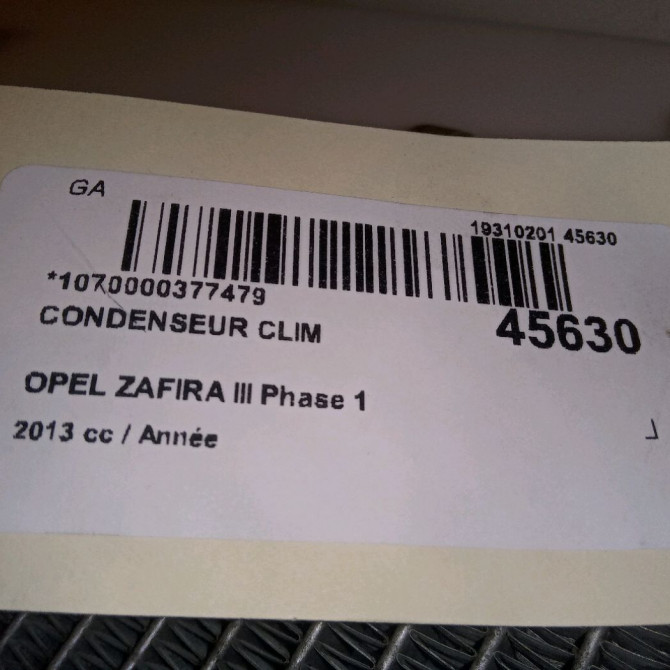 GA
19310201 45630
*1070000377479
CONDENSEUR CLIM
45630
OPEL ZAFIRA III Phase 1
2013 cc / Année